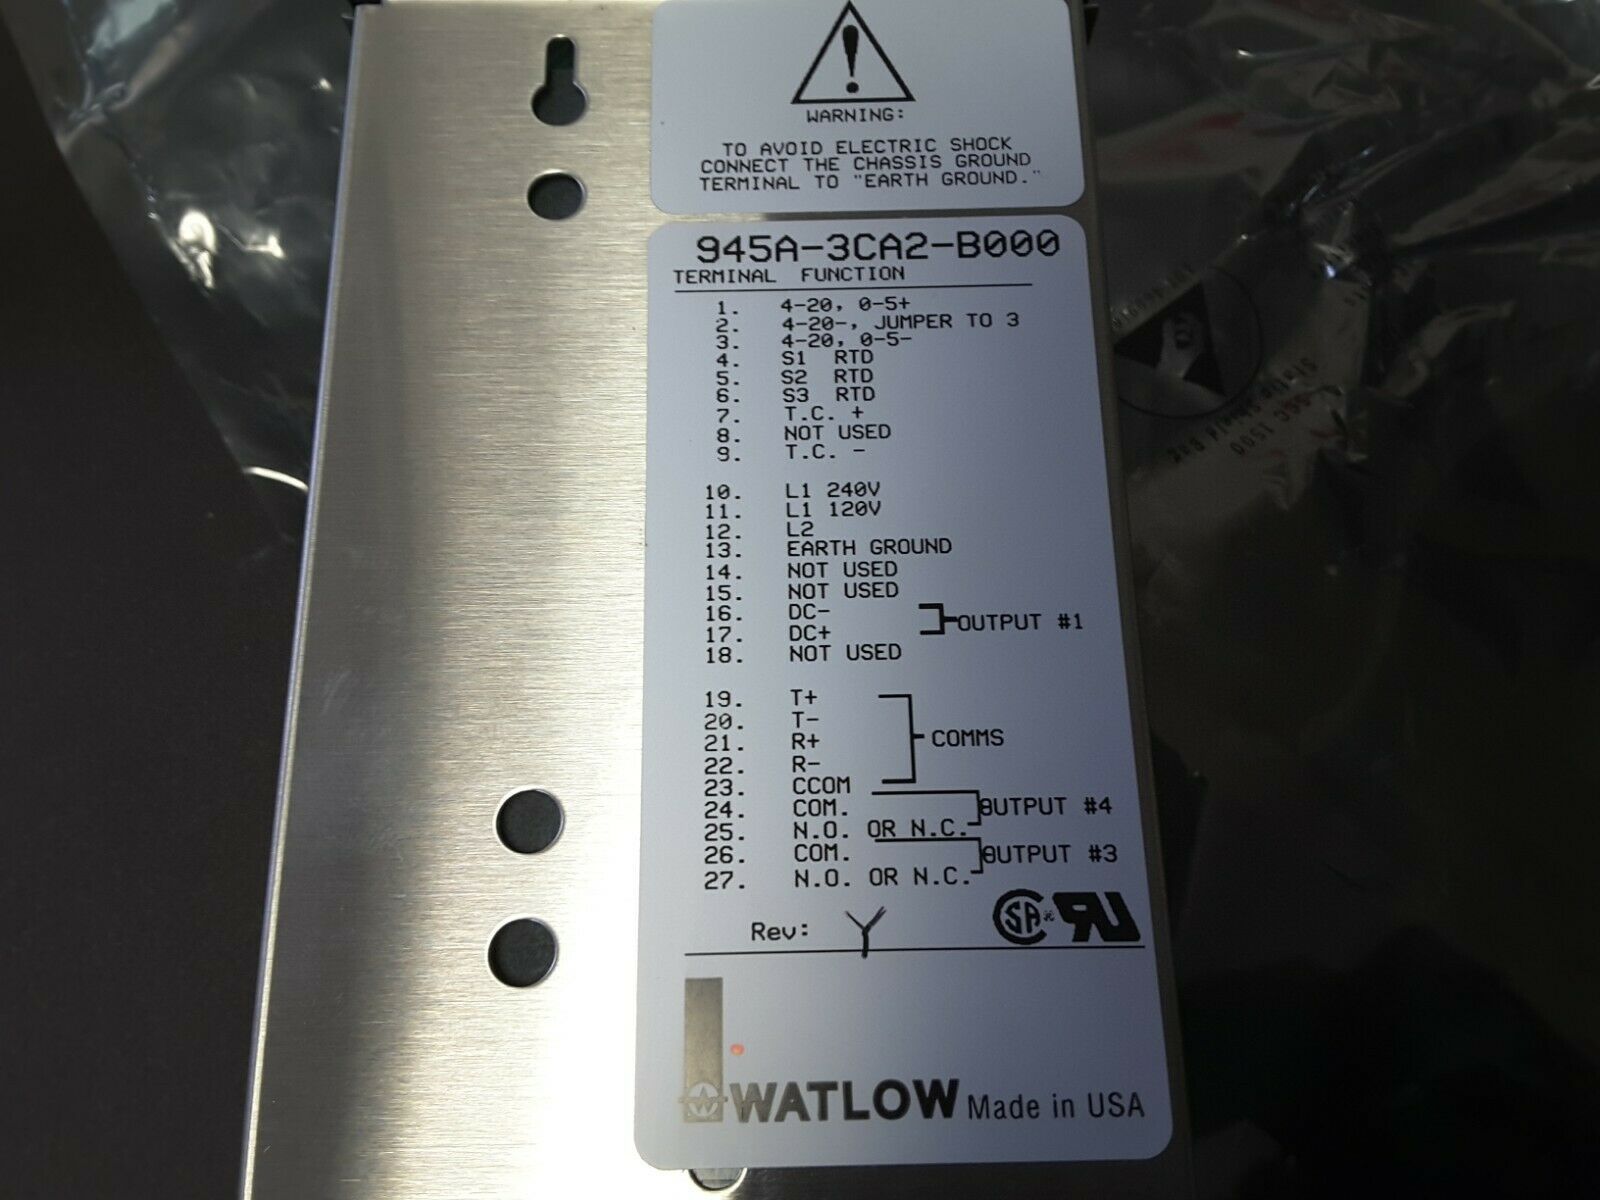 WARNING:
TO AVOID ELECTRIC SHOCK
CONNECT THE CHASSIS GROUND
TERMINAL TO "EARTH GROUND."
945A-3CA2-B000
TERMINAL FUNCTION
1. 4-20, 0-5+
2. 4-20-, JUMPER TO 3
3. 4-20, 0-5-
4. S1 RTD
5. S2 RTD
6. S3 RTD
7. T.C. +
8. NOT USED
9. T.C. -
10. L1 240V
11. L1 120V
12. L2
13. EARTH GROUND
14. NOT USED
15. NOT USED
16. DC-
17. DC+
OUTPUT #1
18. NOT USED
19. T+
20. T-
21. R+
22. R-
23. CCOM
COMMS
24. COM.
25. N.O. OR N.C.
OUTPUT #4
26. COM.
27. N.O. OR N.C.
OUTPUT #3
Rev: Y
SA®
WATLOW Made in USA
1500
Bag